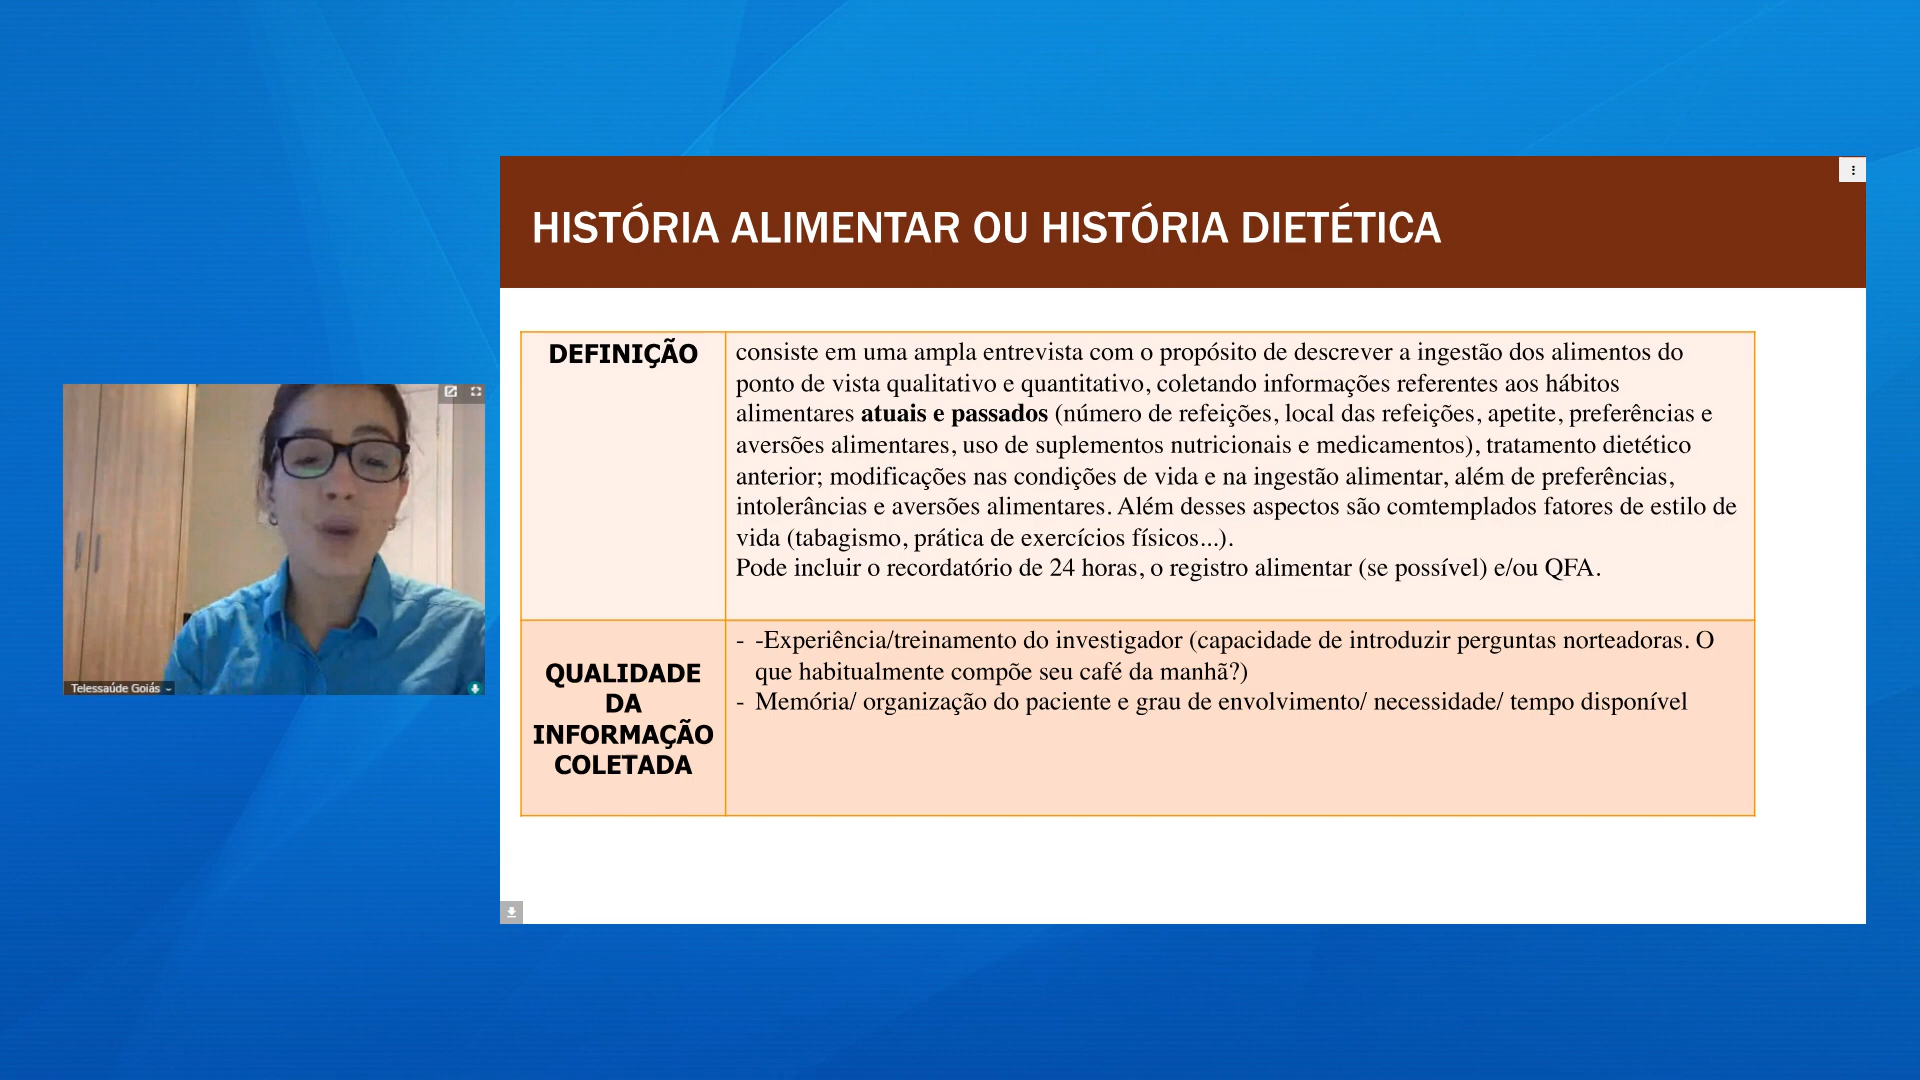 HISTÓRIA ALIMENTAR OU HISTÓRIA DIETÉTICA
DEFINIÇÃO
consiste em uma ampla entrevista com o propósito de descrever a ingestão dos alimentos do
ponto de vista qualitativo e quantitativo, coletando informações referentes aos hábitos
alimentares atuais e passados (número de refeições, local das refeições, apetite, preferências e
aversões alimentares, uso de suplementos nutricionais e medicamentos), tratamento dietético
anterior; modificações nas condições de vida e na ingestão alimentar, além de preferências,
intolerâncias e aversões alimentares. Além desses aspectos são comtemplados fatores de estilo de
vida (tabagismo, prática de exercícios físicos...).
Pode incluir o recordatório de 24 horas, o registro alimentar (se possível) e/ou QFA.
QUALIDADE
DA
INFORMAÇÃO
COLETADA
- -Experiência/treinamento do investigador (capacidade de introduzir perguntas norteadoras. O
que habitualmente compõe seu café da manhã?)
- Memória/ organização do paciente e grau de envolvimento/ necessidade/ tempo disponível
Telessaúde Goiás